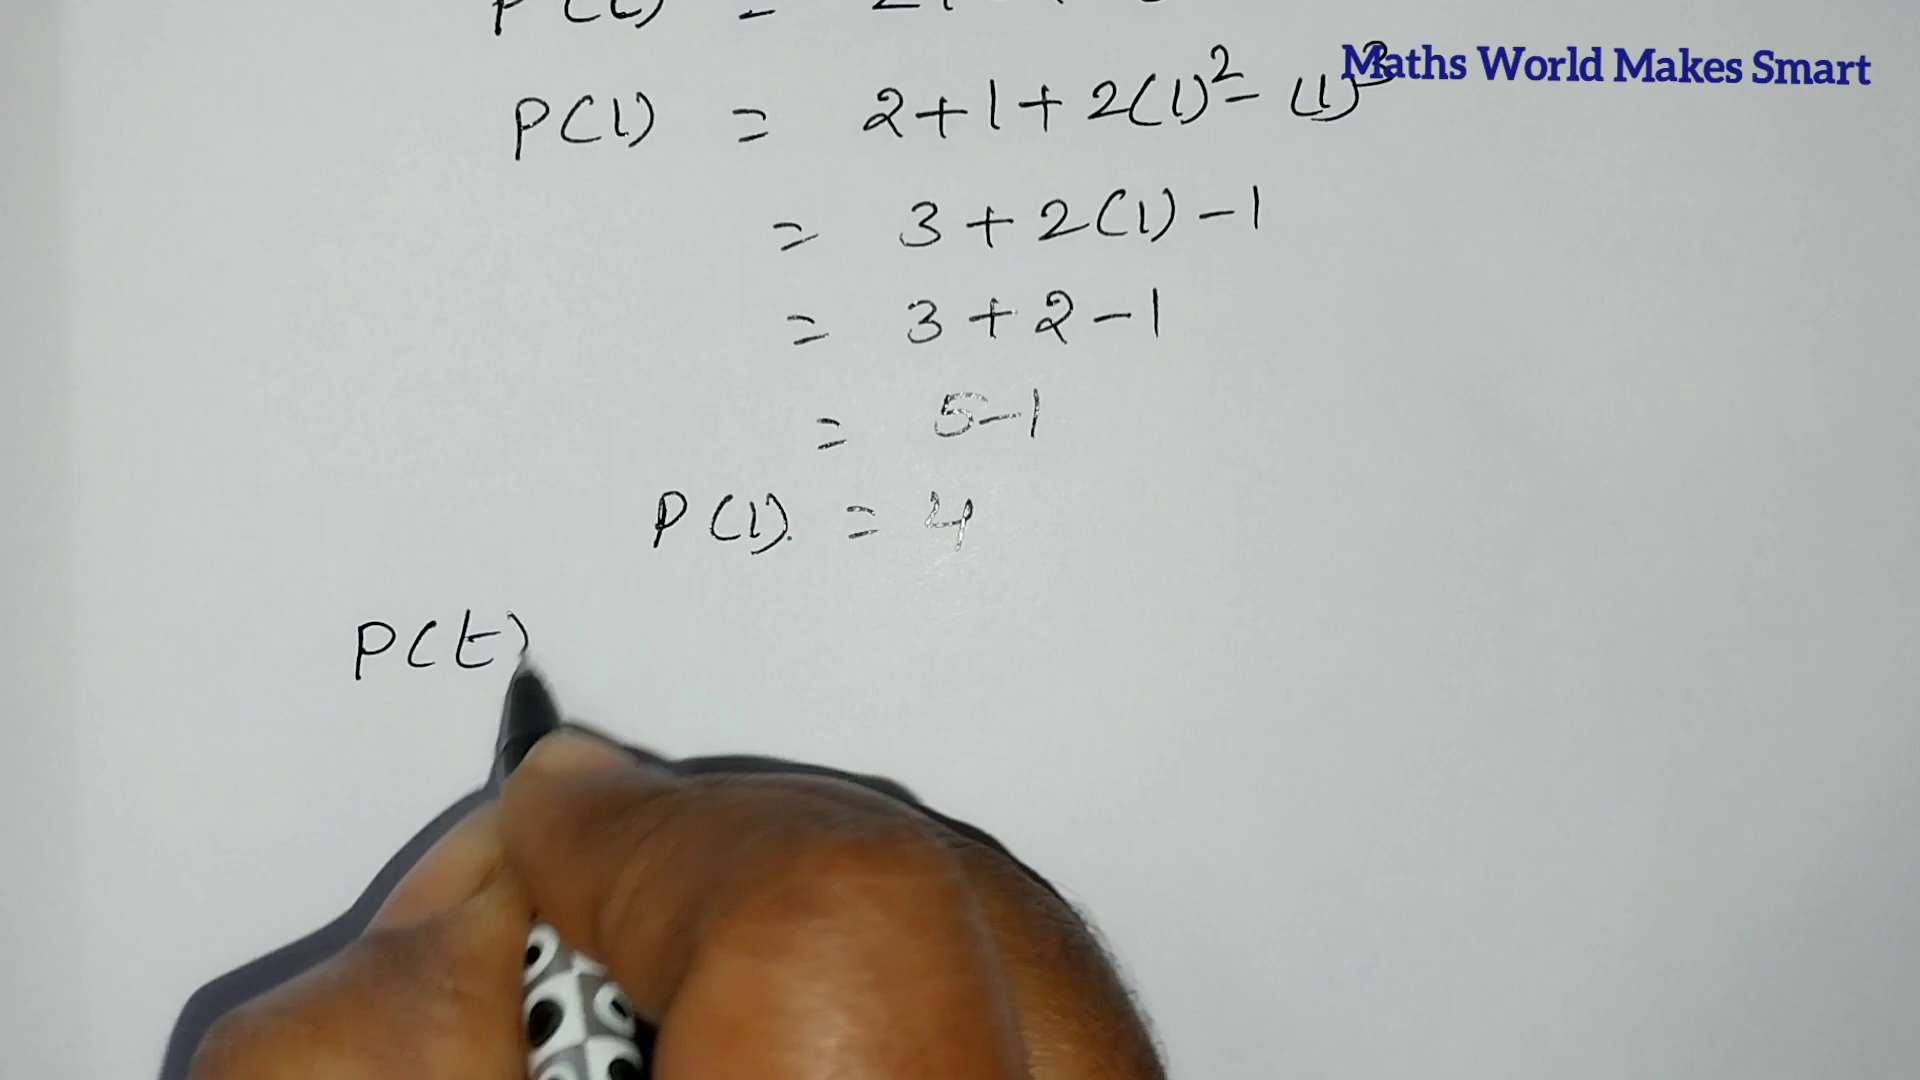 P(t) =
Maths World Makes Smart
P(1) = 2+1+2(1)²-(1)³
= 3+2(1)-1
= 3+2-1
= 5-1
P(1). = 4
P(t)